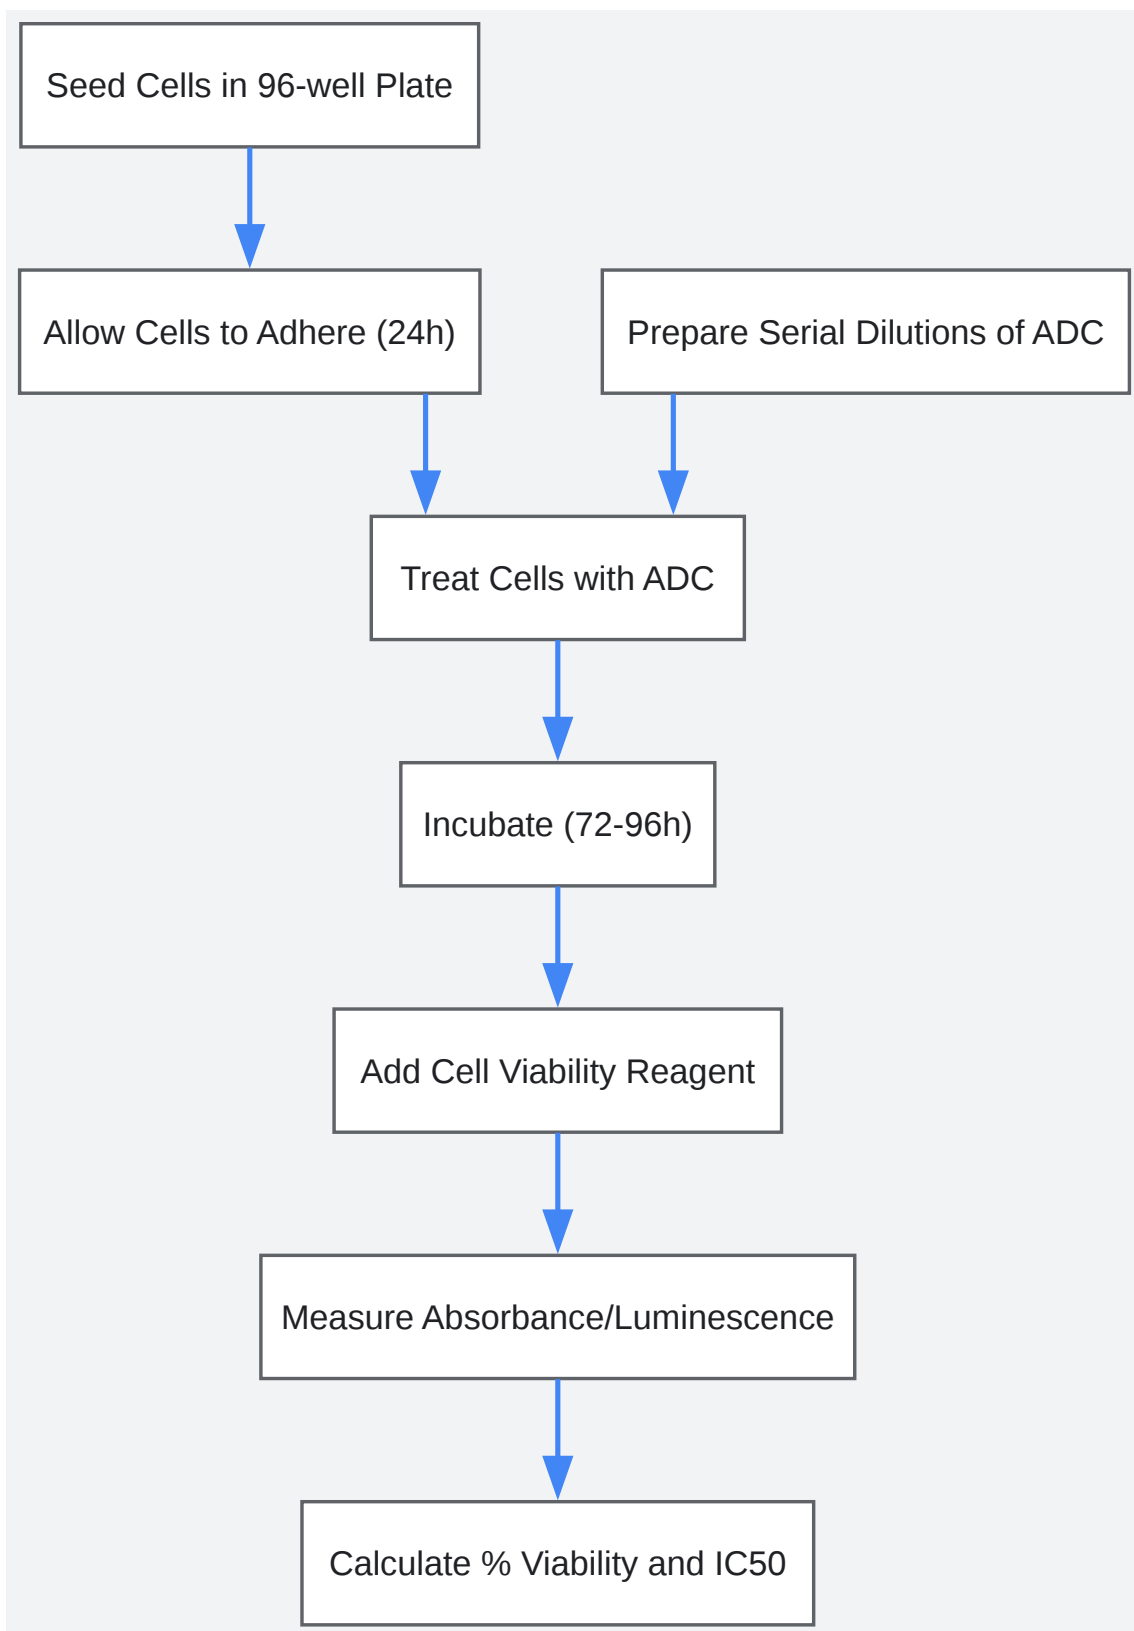 Seed Cells in 96-well Plate
Allow Cells to Adhere (24h)
Prepare Serial Dilutions of ADC
Treat Cells with ADC
Incubate (72-96h)
Add Cell Viability Reagent
Measure Absorbance/Luminescence
Calculate % Viability and IC50